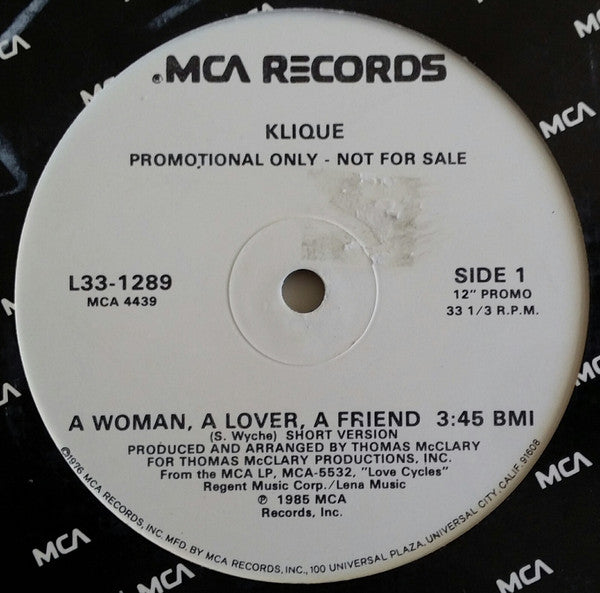 ®MCA RECORDS
KLIQUE
PROMOTIONAL ONLY - NOT FOR SALE
L33-1289
MCA 4439
SIDE 1
12" PROMO
33 1/3 R.P.M.
A WOMAN, A LOVER, A FRIEND 3:45 BMI
(S. Wyche) SHORT VERSION
PRODUCED AND ARRANGED BY THOMAS McCLARY
FOR THOMAS McCLARY PRODUCTIONS, INC.
From the MCA LP, MCA-5532, "Love Cycles"
Regent Music Corp./Lena Music
℗ 1985 MCA
Records, Inc.
©1976 MCA RECORDS, INC. MFD. BY MCA RECORDS, INC., 100 UNIVERSAL PLAZA, UNIVERSAL CITY, CALIF. 91608
MCA
MCA
MCA
MCA
MCA
MCA
MCA